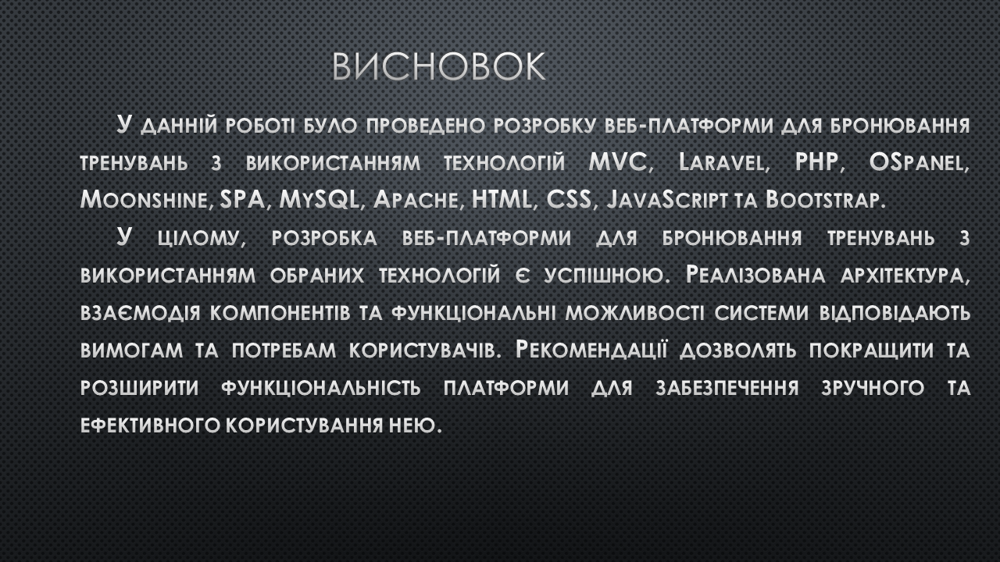 ВИСНОВОК
У данній роботі було проведено розробку веб-платформи для бронювання
тренувань з використанням технологій MVC, Laravel, PHP, OSpanel,
Moonshine, SPA, MySQL, Apache, HTML, CSS, JavaScript та Bootstrap.
У цілому, розробка веб-платформи для бронювання тренувань з
використанням обраних технологій є успішною. Реалізована архітектура,
взаємодія компонентів та функціональні можливості системи відповідають
вимогам та потребам користувачів. Рекомендації дозволять покращити та
розширити функціональність платформи для забезпечення зручного та
ефективного користування нею.